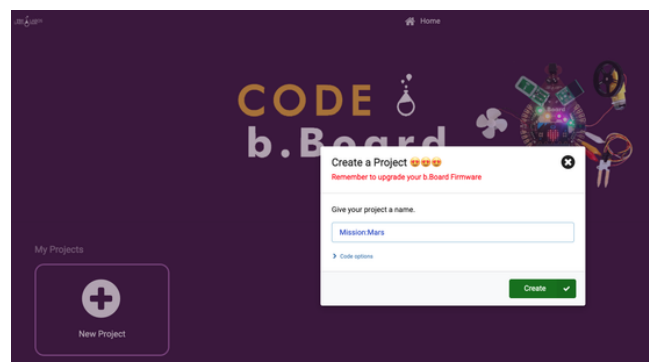 Home
CODE
b.Board
Create a Project 😍😍😍
Remember to upgrade your b.Board Firmware
Give your project a name.
Mission:Mars
Code options
Create
My Projects
New Project